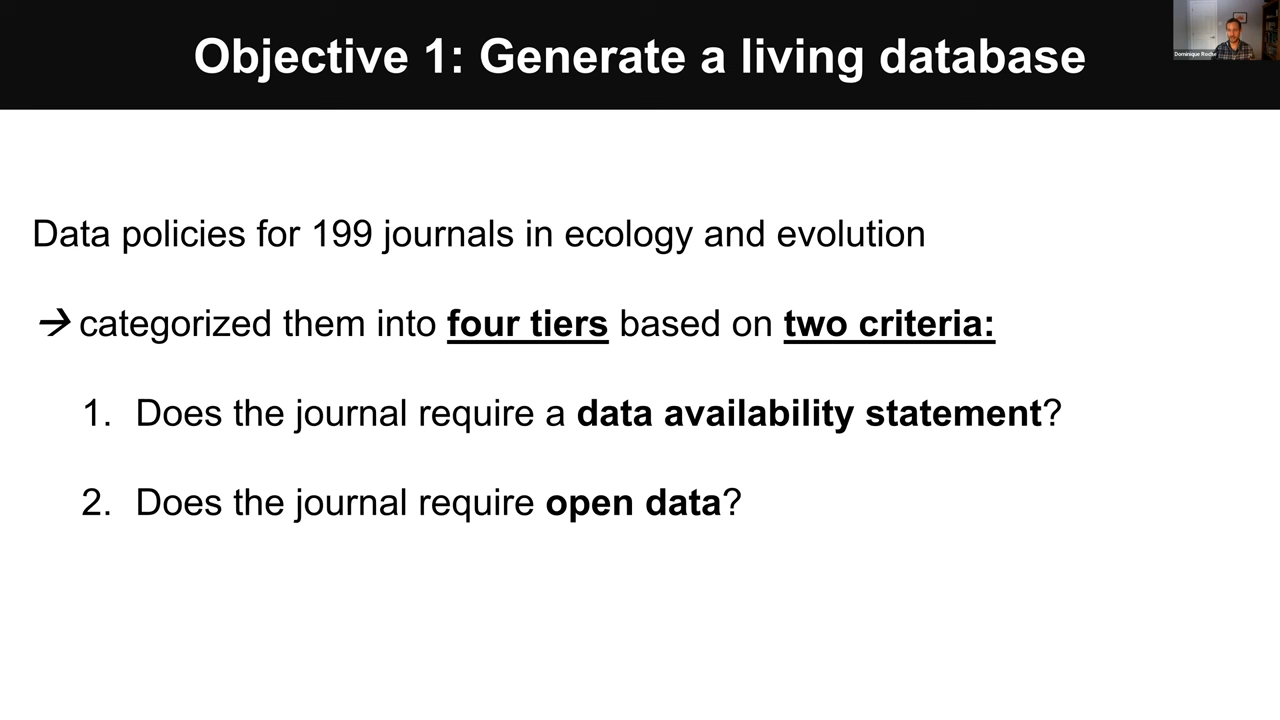 Objective 1: Generate a living database
Dominique Roche
Data policies for 199 journals in ecology and evolution
→ categorized them into four tiers based on two criteria:
1. Does the journal require a data availability statement?
2. Does the journal require open data?